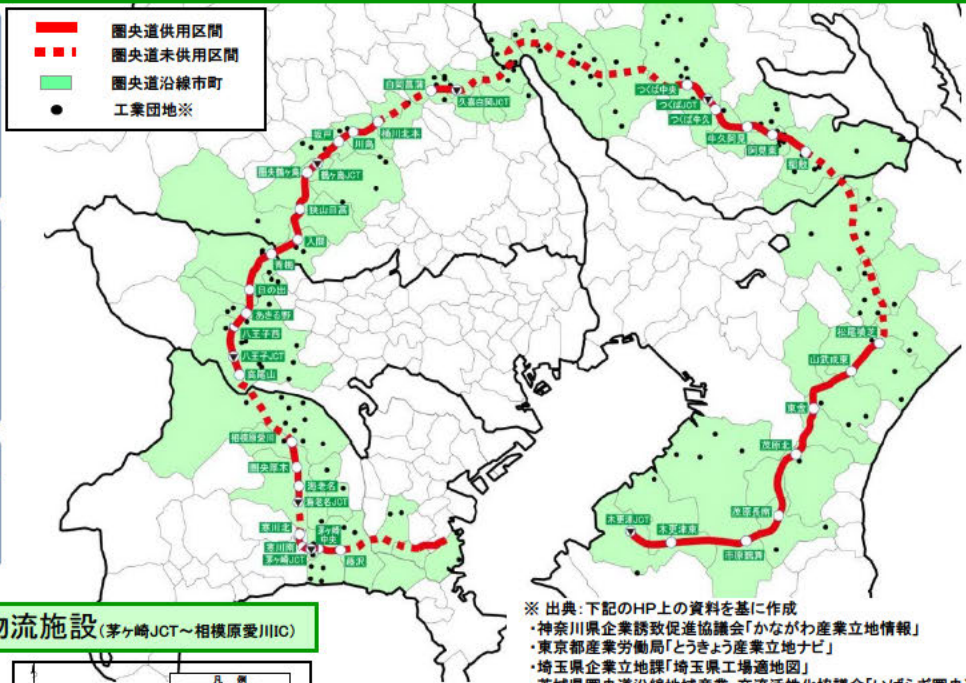 圏央道供用区間
圏央道未供用区間
圏央道沿線市町
工業団地※
白岡菖蒲
久喜白岡JCT
つくば中央
つくばJCT
つくば牛久
牛久阿見
阿見東
稲敷
坂戸
桶川北本
川島
圏央鶴ヶ島
鶴ヶ島JCT
狭山日高
入間
青梅
日の出
あきる野
八王子西
八王子JCT
高尾山
松尾横芝
山武成東
東金
茂原北
茂原長南
木更津JCT
木更津東
市原鶴舞
相模原愛川
圏央厚木
海老名
海老名JCT
寒川北
寒川南
茅ヶ崎JCT
茅ヶ崎
中央
藤沢
物流施設(茅ヶ崎JCT～相模原愛川IC)
凡 例
※ 出典：下記のHP上の資料を基に作成
・神奈川県企業誘致促進協議会「かながわ産業立地情報」
・東京都産業労働局「とうきょう産業立地ナビ」
・埼玉県企業立地課「埼玉県工場適地図」